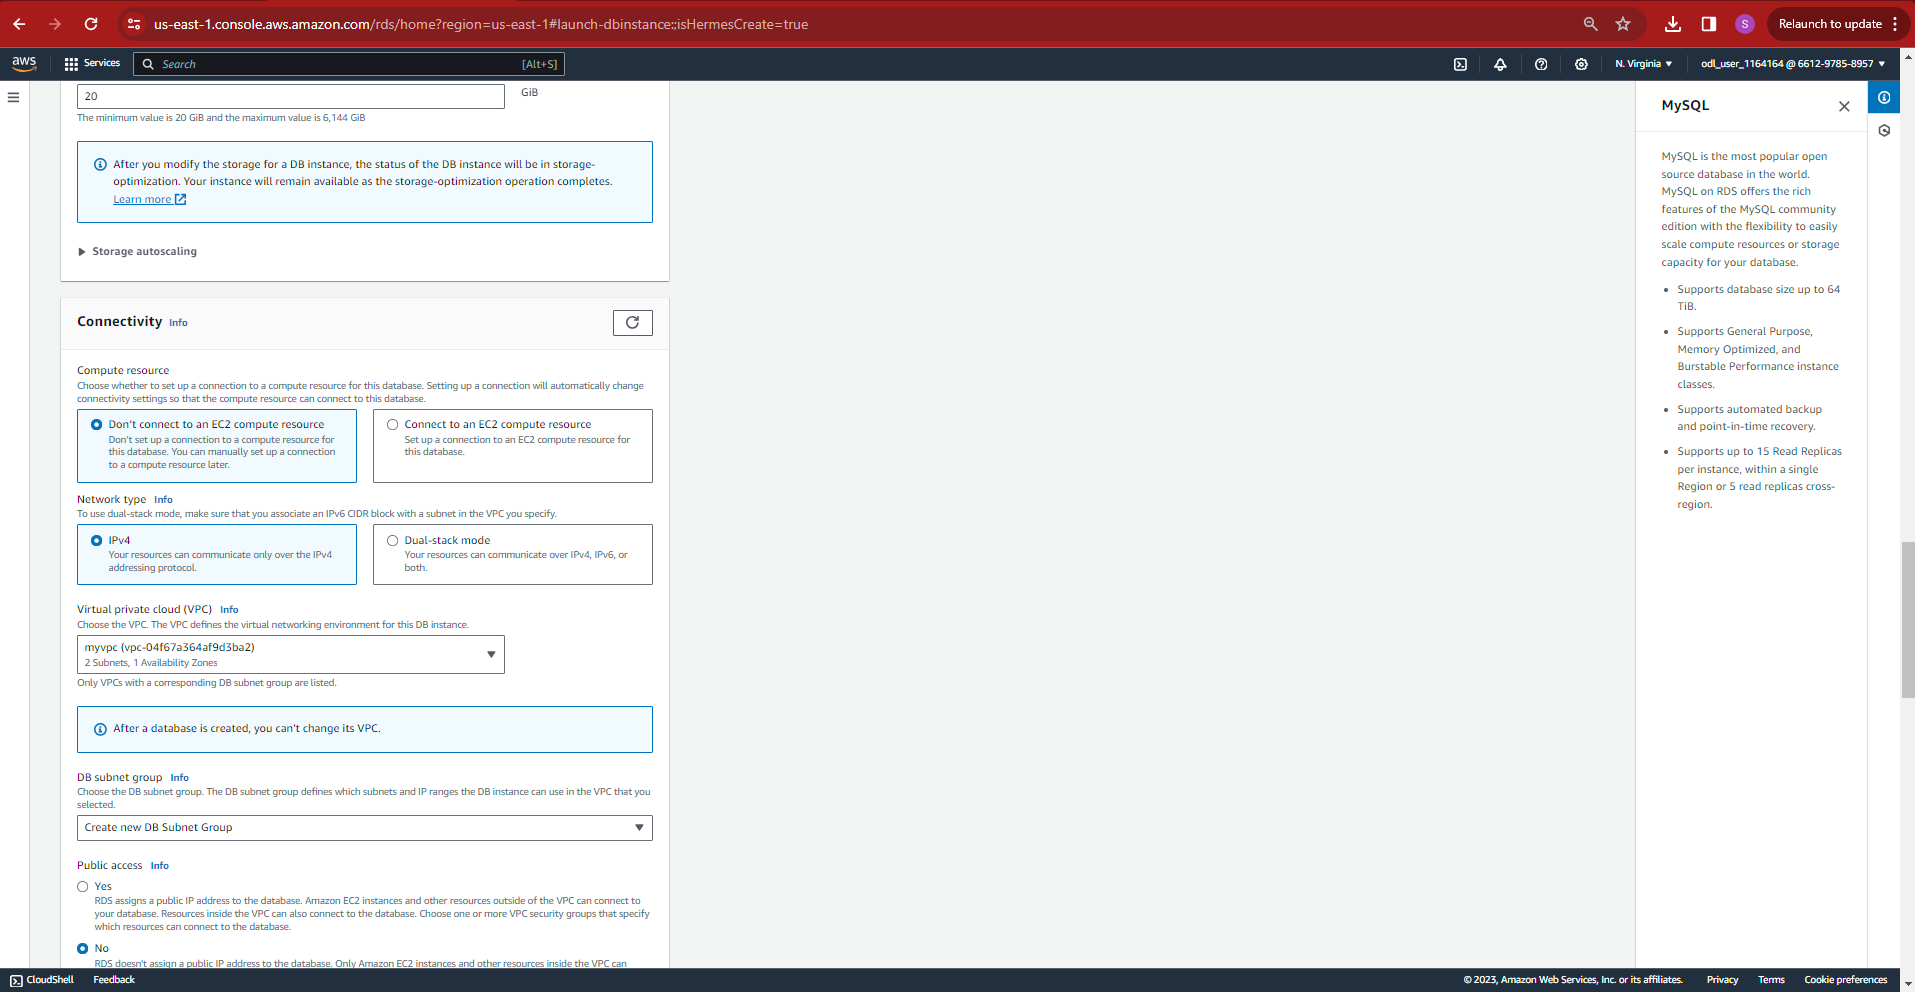 us-east-1.console.aws.amazon.com/rds/home?region=us-east-1#launch-dbinstance:;isHermesCreate=true
S
Relaunch to update
aws
Services
Search
[Alt+S]
N. Virginia
odl_user_1164164 @ 6612-9785-8957
20
GiB
The minimum value is 20 GiB and the maximum value is 6,144 GiB
After you modify the storage for a DB instance, the status of the DB instance will be in storage-
optimization. Your instance will remain available as the storage-optimization operation completes.
Learn more
Storage autoscaling
Connectivity Info
Compute resource
Choose whether to set up a connection to a compute resource for this database. Setting up a connection will automatically change
connectivity settings so that the compute resource can connect to this database.
Don't connect to an EC2 compute resource
Don't set up a connection to a compute resource for
this database. You can manually set up a connection
to a compute resource later.
Connect to an EC2 compute resource
Set up a connection to an EC2 compute resource for
this database.
Network type Info
To use dual-stack mode, make sure that you associate an IPv6 CIDR block with a subnet in the VPC you specify.
IPv4
Your resources can communicate only over the IPv4
addressing protocol.
Dual-stack mode
Your resources can communicate over IPv4, IPv6, or
both.
Virtual private cloud (VPC) Info
Choose the VPC. The VPC defines the virtual networking environment for this DB instance.
myvpc (vpc-04f67a364af9d3ba2)
2 Subnets, 1 Availability Zones
Only VPCs with a corresponding DB subnet group are listed.
After a database is created, you can't change its VPC.
DB subnet group Info
Choose the DB subnet group. The DB subnet group defines which subnets and IP ranges the DB instance can use in the VPC that you
selected.
Create new DB Subnet Group
Public access Info
Yes
RDS assigns a public IP address to the database. Amazon EC2 instances and other resources outside of the VPC can connect to
your database. Resources inside the VPC can also connect to the database. Choose one or more VPC security groups that specify
which resources can connect to the database.
No
RDS doesn't assign a public IP address to the database. Only Amazon EC2 instances and other resources inside the VPC can
MySQL
MySQL is the most popular open
source database in the world.
MySQL on RDS offers the rich
features of the MySQL community
edition with the flexibility to easily
scale compute resources or storage
capacity for your database.
• Supports database size up to 64
TiB.
• Supports General Purpose,
Memory Optimized, and
Burstable Performance instance
classes.
• Supports automated backup
and point-in-time recovery.
• Supports up to 15 Read Replicas
per instance, within a single
Region or 5 read replicas cross-
region.
CloudShell
Feedback
© 2023, Amazon Web Services, Inc. or its affiliates.
Privacy
Terms
Cookie preferences